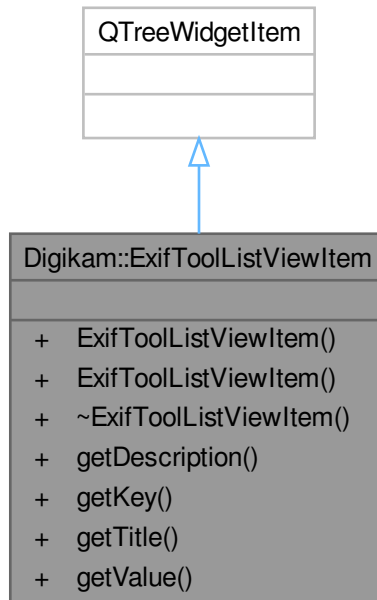 QTreeWidgetItem
Digikam::ExifToolListViewItem
+ ExifToolListViewItem()
+ ExifToolListViewItem()
+ ~ExifToolListViewItem()
+ getDescription()
+ getKey()
+ getTitle()
+ getValue()